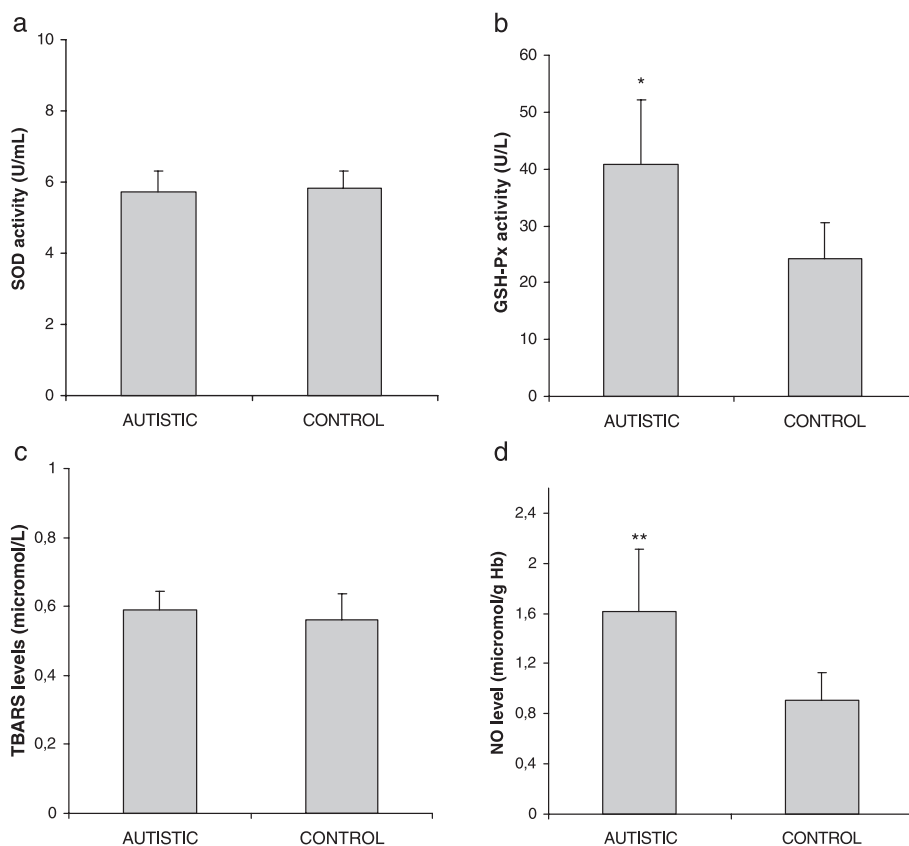 a
10
8
6
4
2
0
SOD activity (U/mL)
AUTISTIC CONTROL
b
60
50
40
30
20
10
0
GSH-Px activity (U/L)
*
AUTISTIC CONTROL
c
1
0,8
0,6
0,4
0,2
0
TBARS levels (micromol/L)
AUTISTIC CONTROL
d
2,4
2
1,6
1,2
0,8
0,4
0
NO level (micromol/g Hb)
**
AUTISTIC CONTROL